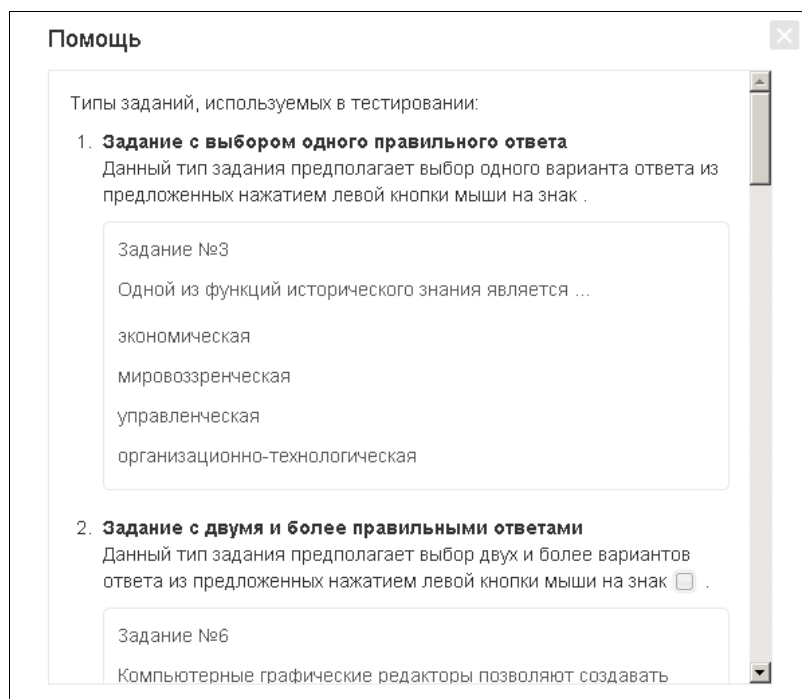 Помощь
Типы заданий, используемых в тестировании:
1. Задание с выбором одного правильного ответа
Данный тип задания предполагает выбор одного варианта ответа из
предложенных нажатием левой кнопки мыши на знак .
Задание №3
Одной из функций исторического знания является ...
экономическая
мировоззренческая
управленческая
организационно-технологическая
2. Задание с двумя и более правильными ответами
Данный тип задания предполагает выбор двух и более вариантов
ответа из предложенных нажатием левой кнопки мыши на знак .
Задание №6
Компьютерные графические редакторы позволяют создавать